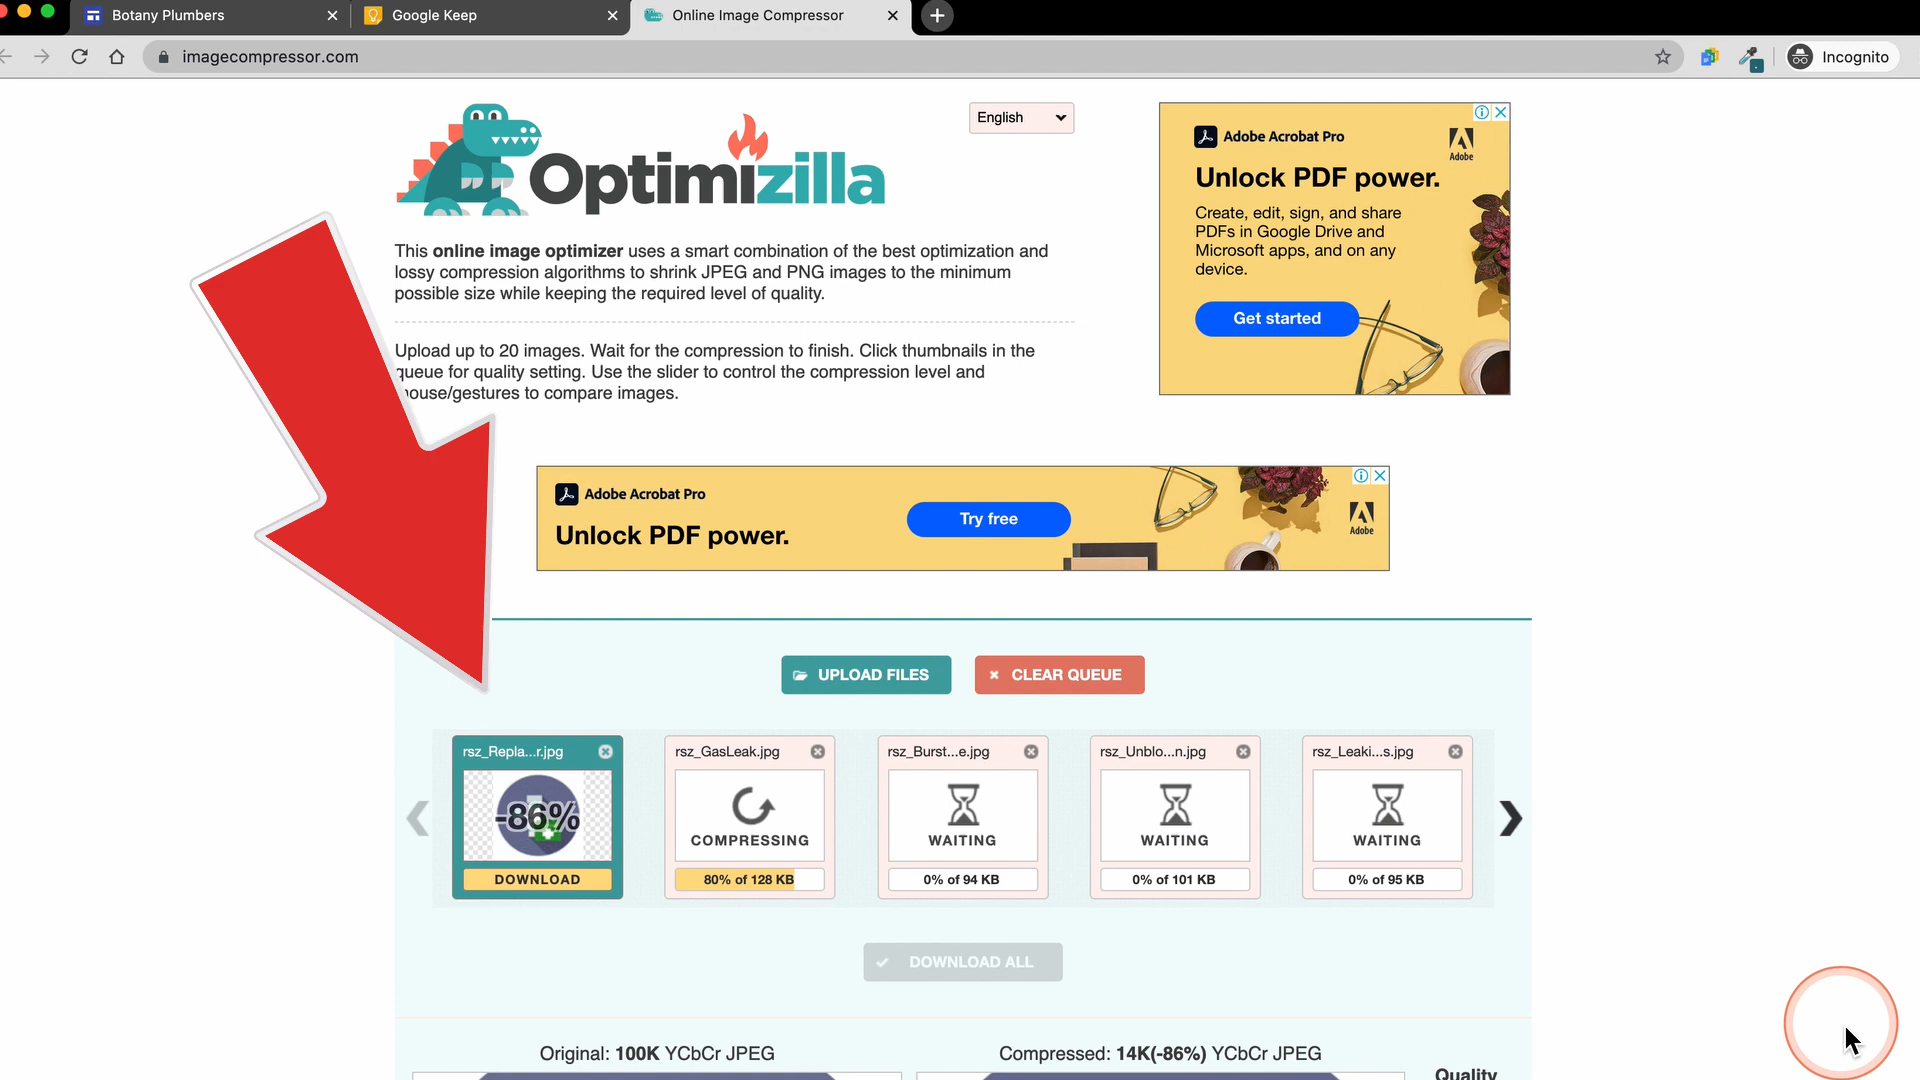 Botany Plumbers
Google Keep
Online Image Compressor
imagecompressor.com
Incognito
Optimizilla
English
This online image optimizer uses a smart combination of the best optimization and
lossy compression algorithms to shrink JPEG and PNG images to the minimum
possible size while keeping the required level of quality.
Upload up to 20 images. Wait for the compression to finish. Click thumbnails in the
queue for quality setting. Use the slider to control the compression level and
mouse/gestures to compare images.
Adobe Acrobat Pro
Adobe
Unlock PDF power.
Create, edit, sign, and share
PDFs in Google Drive and
Microsoft apps, and on any
device.
Get started
Adobe Acrobat Pro
Unlock PDF power.
Try free
Adobe
UPLOAD FILES
CLEAR QUEUE
rsz_Repla...r.jpg
-86%
DOWNLOAD
rsz_GasLeak.jpg
COMPRESSING
80% of 128 KB
rsz_Burst...e.jpg
WAITING
0% of 94 KB
rsz_Unblo...n.jpg
WAITING
0% of 101 KB
rsz_Leaki...s.jpg
WAITING
0% of 95 KB
DOWNLOAD ALL
Original: 100K YCbCr JPEG
Compressed: 14K(-86%) YCbCr JPEG
Quality